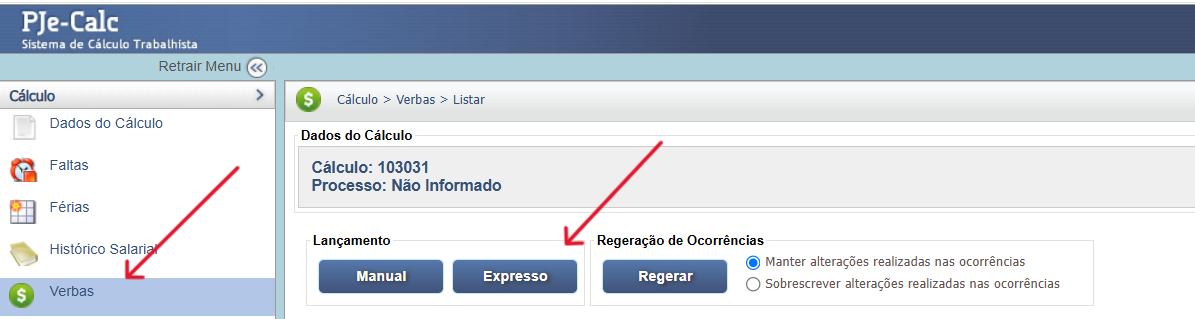 PJe-Calc
Sistema de Cálculo Trabalhista
Retrair Menu
Cálculo
Dados do Cálculo
Faltas
Férias
Histórico Salarial
Verbas
Cálculo > Verbas > Listar
Dados do Cálculo
Cálculo: 103031
Processo: Não Informado
Lançamento
Manual
Expresso
Regeração de Ocorrências
Regerar
Manter alterações realizadas nas ocorrências
Sobrescrever alterações realizadas nas ocorrências